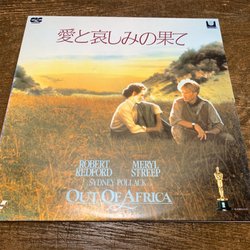 愛と哀しみの果て
ROBERT REDFORD
MERYL STREEP
SYDNEY POLLACK
OUT OF AFRICA